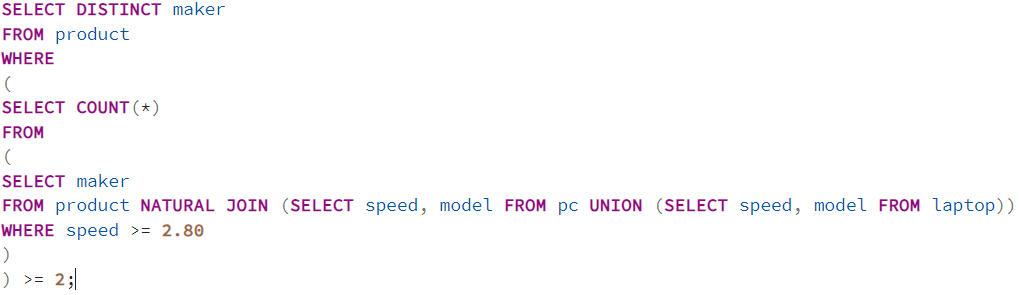 SELECT DISTINCT maker
FROM product
WHERE
(
SELECT COUNT(*)
FROM
(
SELECT maker
FROM product NATURAL JOIN (SELECT speed, model FROM pc UNION (SELECT speed, model FROM laptop))
WHERE speed >= 2.80
)
) >= 2;